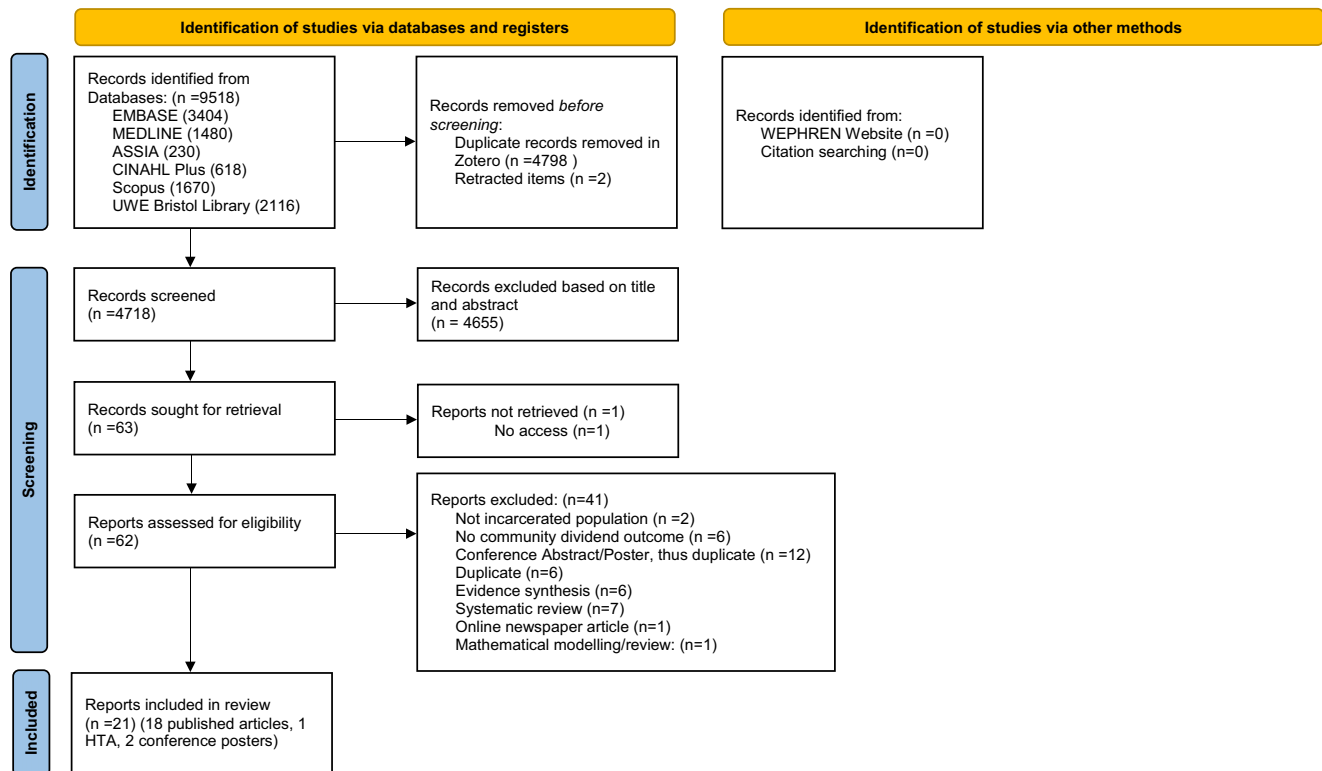 Identification of studies via databases and registers
Identification of studies via other methods
Identification
Records identified from
Databases: (n =9518)
EMBASE (3404)
MEDLINE (1480)
ASSIA (230)
CINAHL Plus (618)
Scopus (1670)
UWE Bristol Library (2116)
Records removed before
screening:
Duplicate records removed in
Zotero (n =4798 )
Retracted items (n =2)
Records identified from:
WEPHREN Website (n =0)
Citation searching (n=0)
Screening
Records screened
(n =4718)
Records excluded based on title
and abstract
(n = 4655)
Records sought for retrieval
(n =63)
Reports not retrieved (n =1)
No access (n=1)
Reports assessed for eligibility
(n =62)
Reports excluded: (n=41)
Not incarcerated population (n =2)
No community dividend outcome (n =6)
Conference Abstract/Poster, thus duplicate (n =12)
Duplicate (n=6)
Evidence synthesis (n=6)
Systematic review (n=7)
Online newspaper article (n=1)
Mathematical modelling/review: (n=1)
Included
Reports included in review
(n =21) (18 published articles, 1
HTA, 2 conference posters)